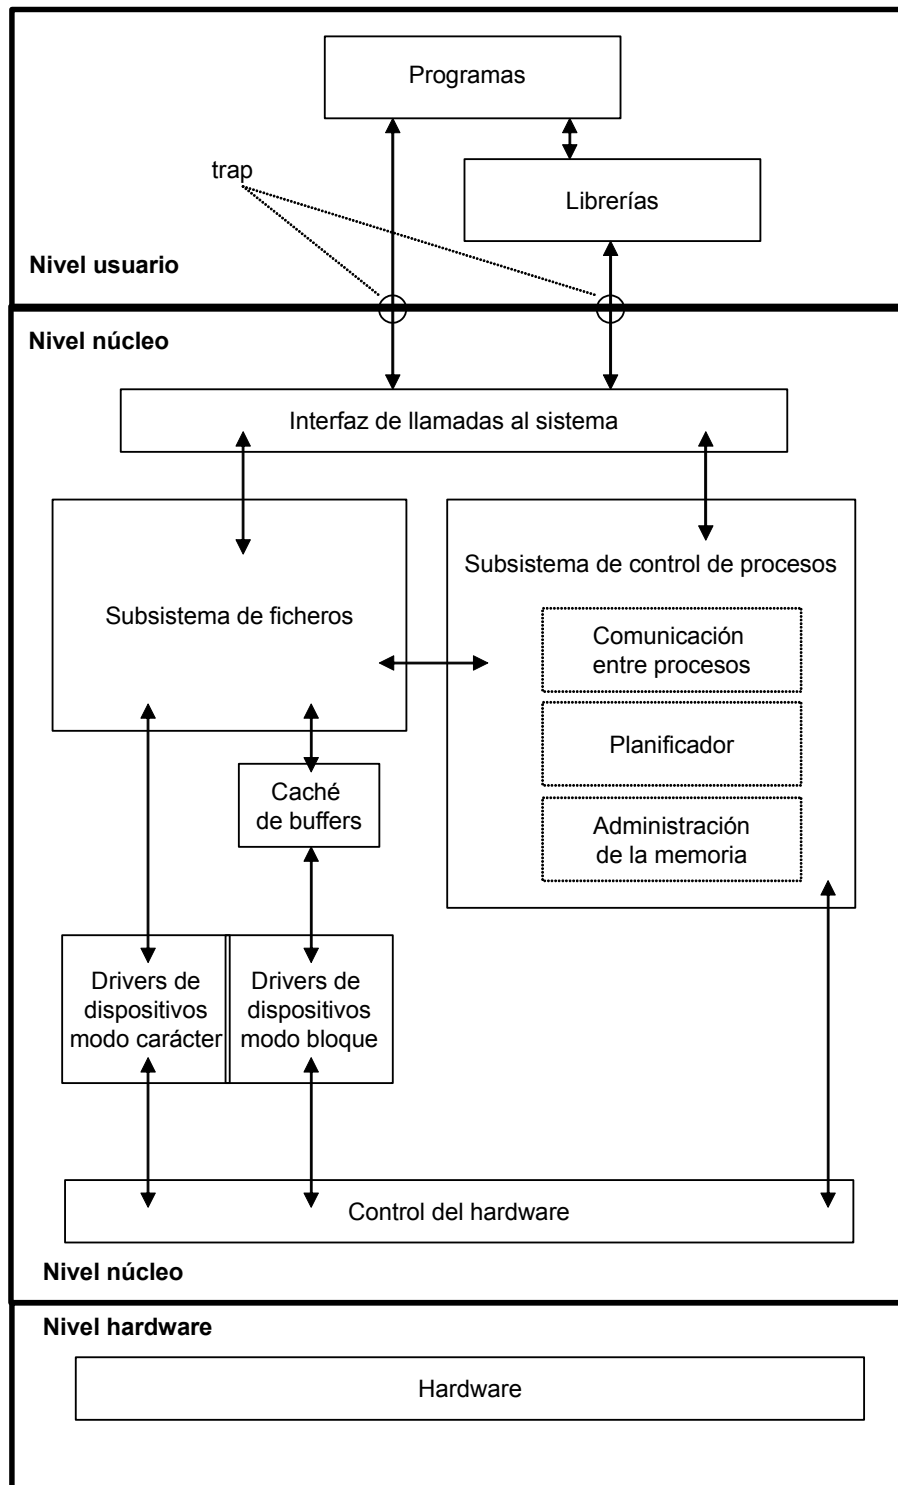 Programas
trap
Librerías
Nivel usuario
Nivel núcleo
Interfaz de llamadas al sistema
Subsistema de ficheros
Subsistema de control de procesos
Comunicación
entre procesos
Planificador
Administración
de la memoria
Caché
de buffers
Drivers de
dispositivos
modo carácter
Drivers de
dispositivos
modo bloque
Control del hardware
Nivel núcleo
Nivel hardware
Hardware